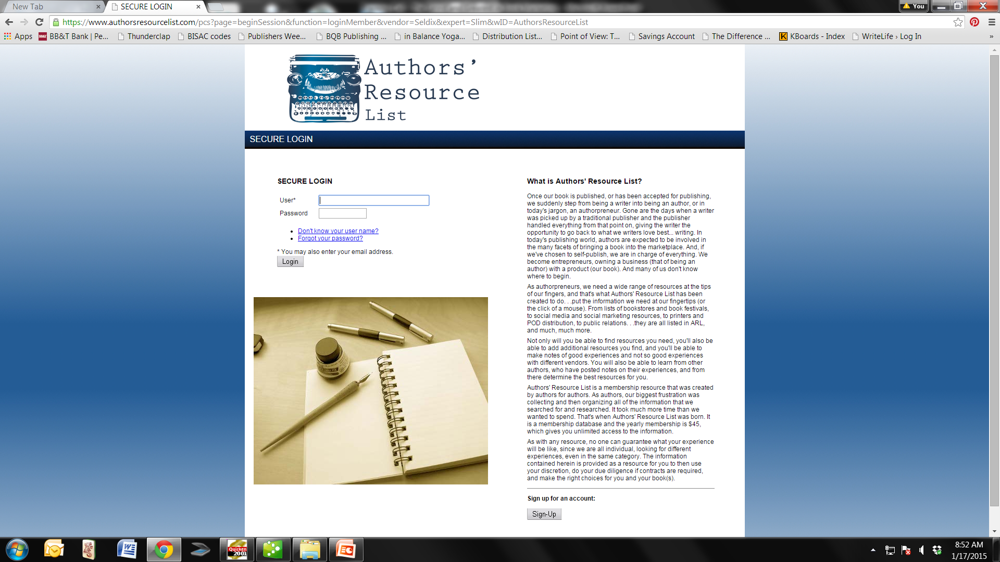 New Tab
SECURE LOGIN
You
https://www.authorsresourcelist.com/pcs?page=beginSession&function=loginMember&vendor=Seldix&expert=Slim&wID=AuthorsResourceList
Apps BB&T Bank | Pe... Thunderclap BISAC codes Publishers Wee... BQB Publishing ... in Balance Yoga... Distribution List... Point of View: T... Savings Account The Difference ... KBoards - Index WriteLife › Log In »
Authors’
Resource
List
SECURE LOGIN
SECURE LOGIN
User*
Password
• Don't know your user name?
• Forgot your password?
* You may also enter your email address.
Login
What is Authors' Resource List?
Once our book is published, or has been accepted for publishing,
we suddenly step from being a writer into being an author, or in
today's jargon, an authorpreneur. Gone are the days when a writer
was picked up by a traditional publisher and the publisher
handled everything from that point on, giving the writer the
opportunity to go back to what we writers love best... writing. In
today's publishing world, authors are expected to be involved in
the many facets of bringing a book into the marketplace. And, if
we've chosen to self-publish, we are in charge of everything. We
become entrepreneurs, owning a business (that of being an
author) with a product (our book). And many of us don't know
where to begin.
As authorpreneurs, we need a wide range of resources at the tips
of our fingers, and that's what Authors' Resource List has been
created to do. . .put the information we need at our fingertips (or
the click of a mouse). From lists of bookstores and book festivals,
to social media and social marketing resources, to printers and
POD distribution, to public relations. . .they are all listed in ARL,
and much, much more.
Not only will you be able to find resources you need, you'll also be
able to add additional resources you find, and you'll be able to
make notes of good experiences and not so good experiences
with different vendors. You will also be able to learn from other
authors, who have posted notes on their experiences, and from
there determine the best resources for you.
Authors' Resource List is a membership resource that was created
by authors for authors. As authors, our biggest frustration was
collecting and then organizing all of the information that we
searched for and researched. It took much more time than we
wanted to spend. That's when Authors' Resource List was born. It
is a membership database and the yearly membership is $45,
which gives you unlimited access to the information.
As with any resource, no one can guarantee what your experience
will be like, since we are all individual, looking for different
experiences, even in the same category. The information
contained herein is provided as a resource for you to then use
your discretion, do your due diligence if contracts are required,
and make the right choices for you and your book(s).
Sign up for an account:
Sign-Up
Quicken
2001
8:52 AM
1/17/2015